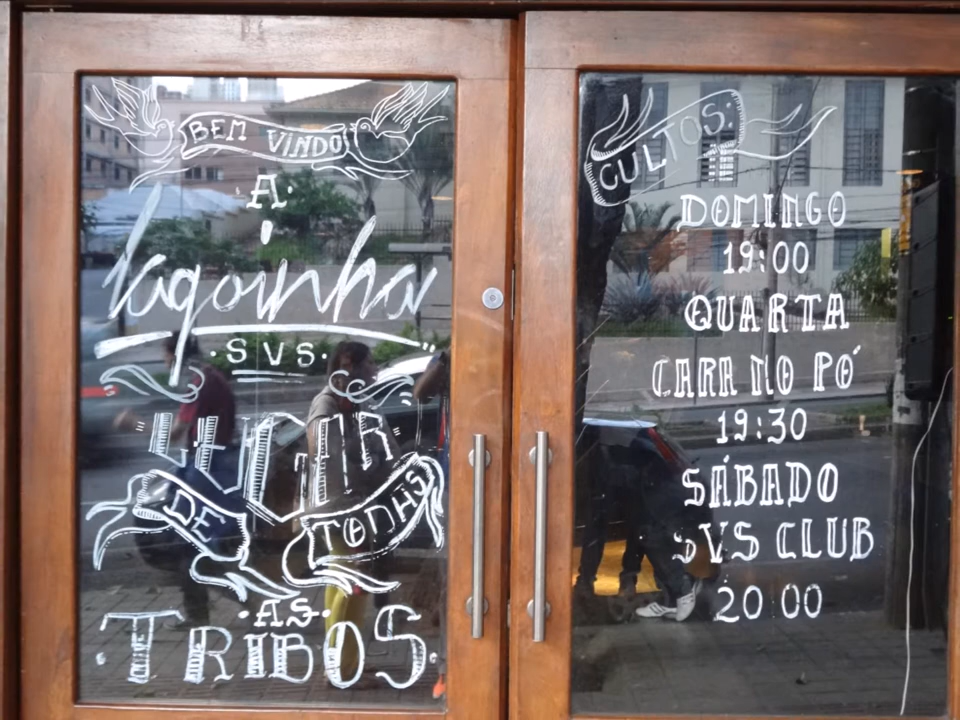 BEM VINDO
A
lagoinha
SVS
LUGAR
DE TODAS
AS
TRIBOS
CULTOS:
DOMINGO
19:00
QUARTA
CARA NO PÓ
19:30
SÁBADO
SVS CLUB
20:00